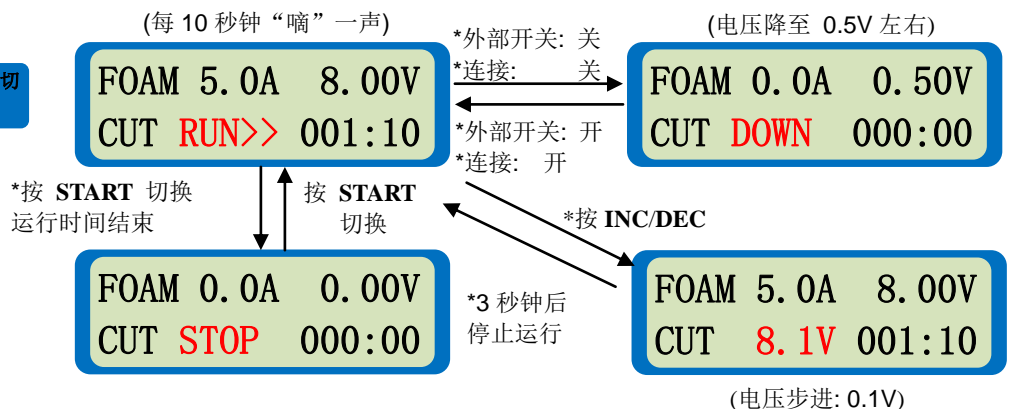 (每 10 秒钟“嘀”一声)
(电压降至 0.5V 左右)
切
FOAM 5.0A 8.00V
CUT RUN>> 001:10
*外部开关: 关
*连接: 关
*外部开关: 开
*连接: 开
FOAM 0.0A 0.50V
CUT DOWN 000:00
*按 START 切换
运行时间结束
按 START
切换
*按 INC/DEC
FOAM 0.0A 0.00V
CUT STOP 000:00
*3 秒钟后
停止运行
FOAM 5.0A 8.00V
CUT 8.1V 001:10
(电压步进: 0.1V)